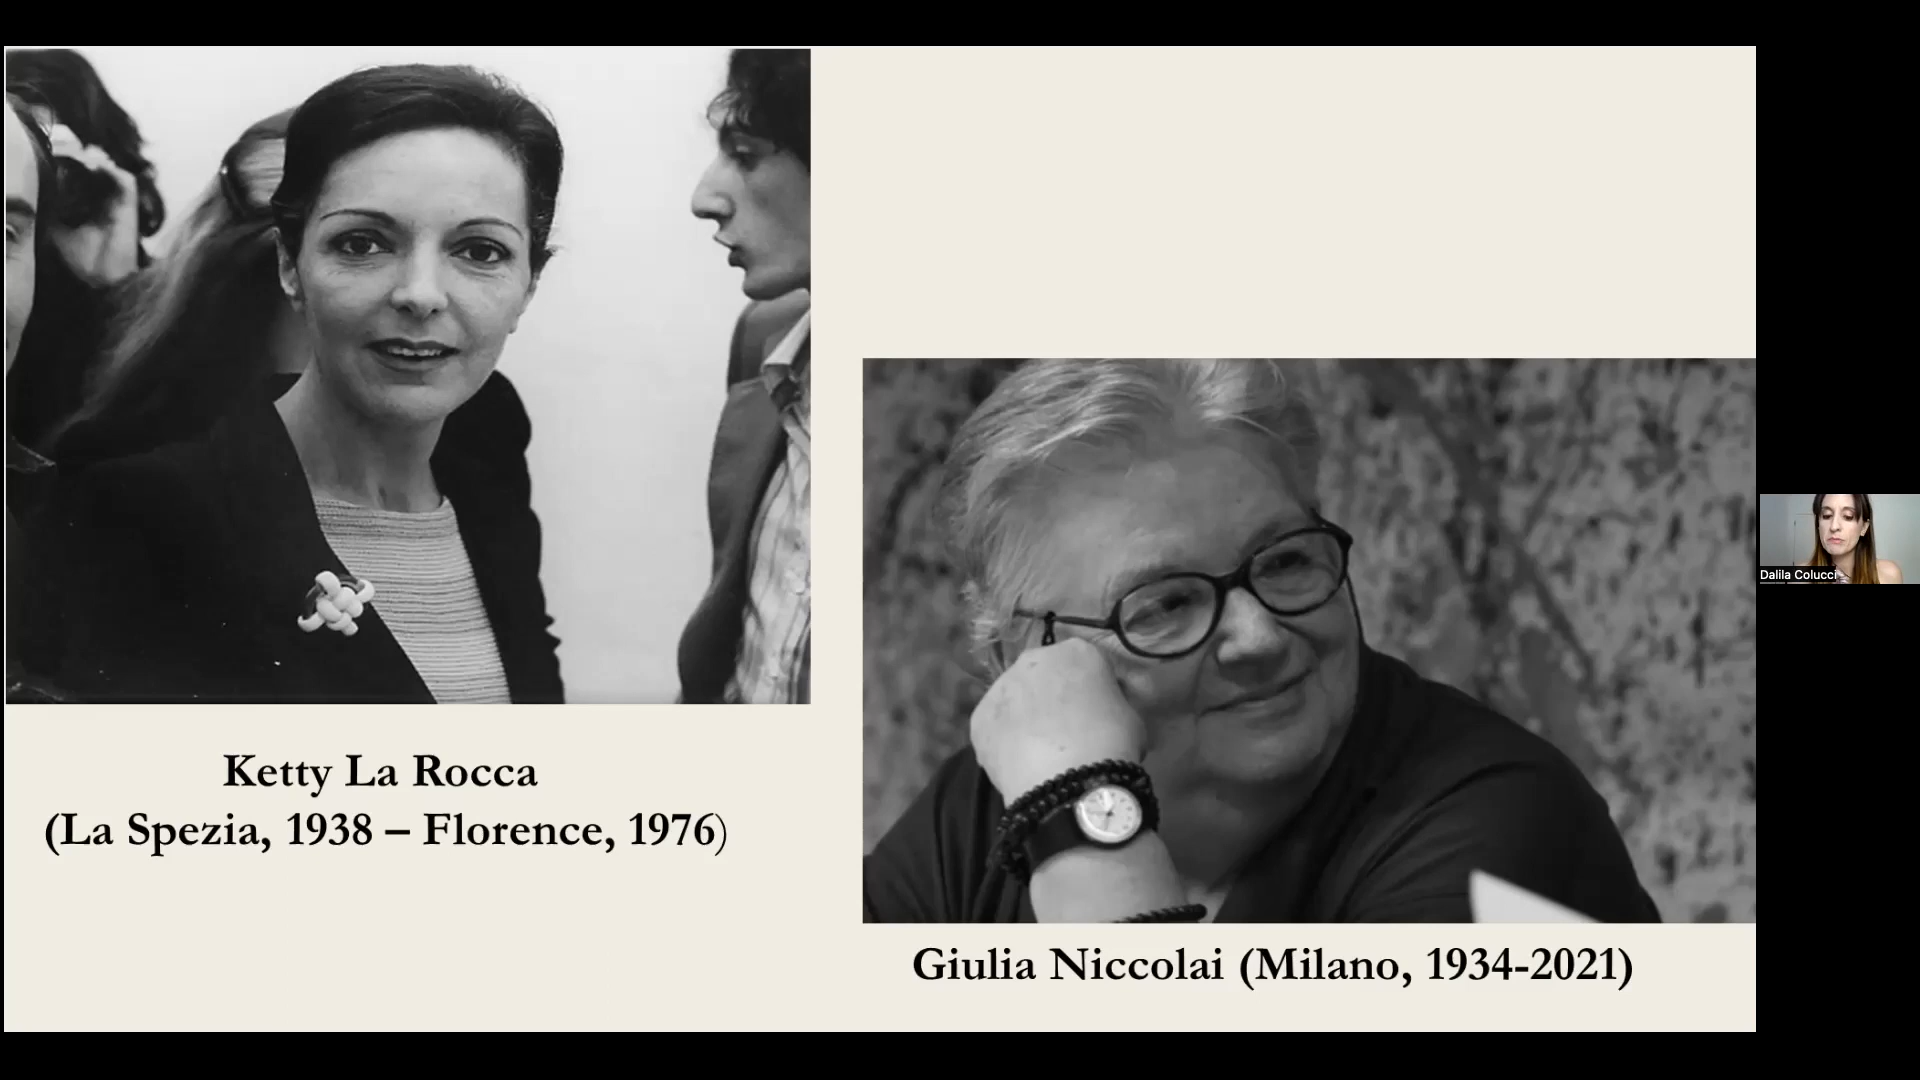 Ketty La Rocca
(La Spezia, 1938 – Florence, 1976)
Giulia Niccolai (Milano, 1934-2021)
Dalila Colucci